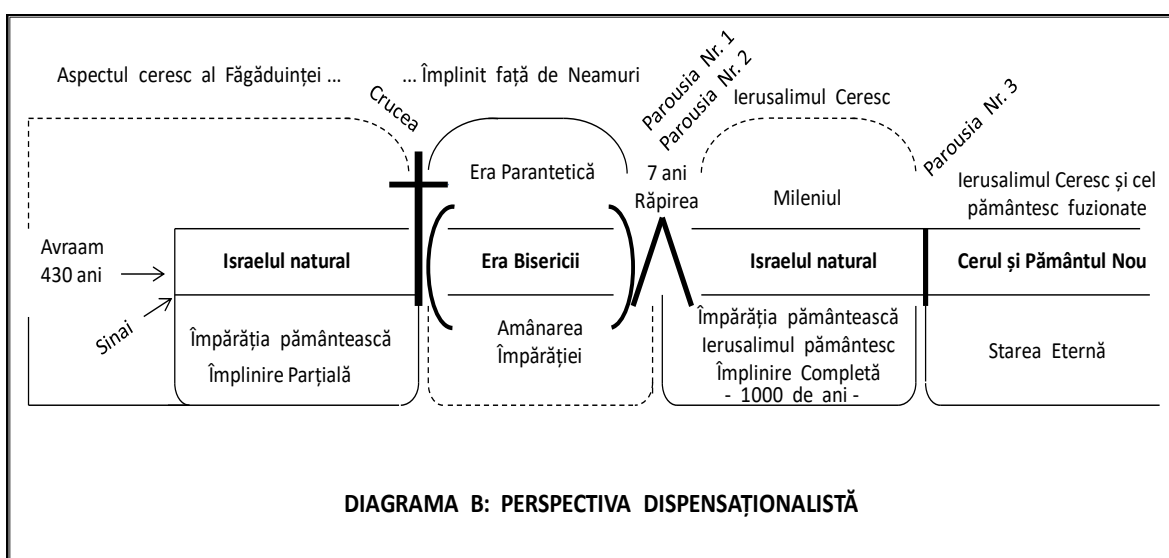 Aspectul ceresc al Făgăduinței ...
... Împlinit față de Neamuri
Crucea
Parousia Nr. 1
Parousia Nr. 2
Ierusalimul Ceresc
Parousia Nr. 3
Era Parantetică
7 ani
Răpirea
Mileniul
Ierusalimul Ceresc și cel
pământesc fuzionate
Avraam
430 ani
Israelul natural
Era Bisericii
Israelul natural
Cerul și Pământul Nou
Sinai
Împărăția pământească
Împlinire Parțială
Amânarea
Împărăției
Împărăția pământească
Ierusalimul pământesc
Împlinire Completă
- 1000 de ani -
Starea Eternă
DIAGRAMA B: PERSPECTIVA DISPENSAȚIONALISTĂ